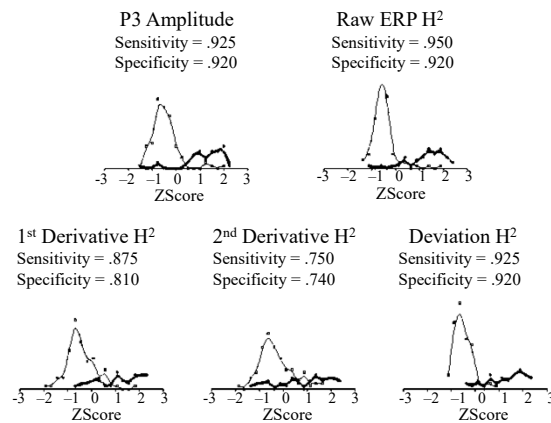 P3 Amplitude
Sensitivity = .925
Specificity = .920
-3 −2 −1 0 1 2 3
ZScore
Raw ERP H²
Sensitivity = .950
Specificity = .920
-3 −2 −1 0 1 2 3
ZScore
1st Derivative H²
Sensitivity = .875
Specificity = .810
-3 −2 −1 0 1 2 3
ZScore
2nd Derivative H²
Sensitivity = .750
Specificity = .740
-3 −2 −1 0 1 2 3
ZScore
Deviation H²
Sensitivity = .925
Specificity = .920
-3 −2 −1 0 1 2 3
ZScore